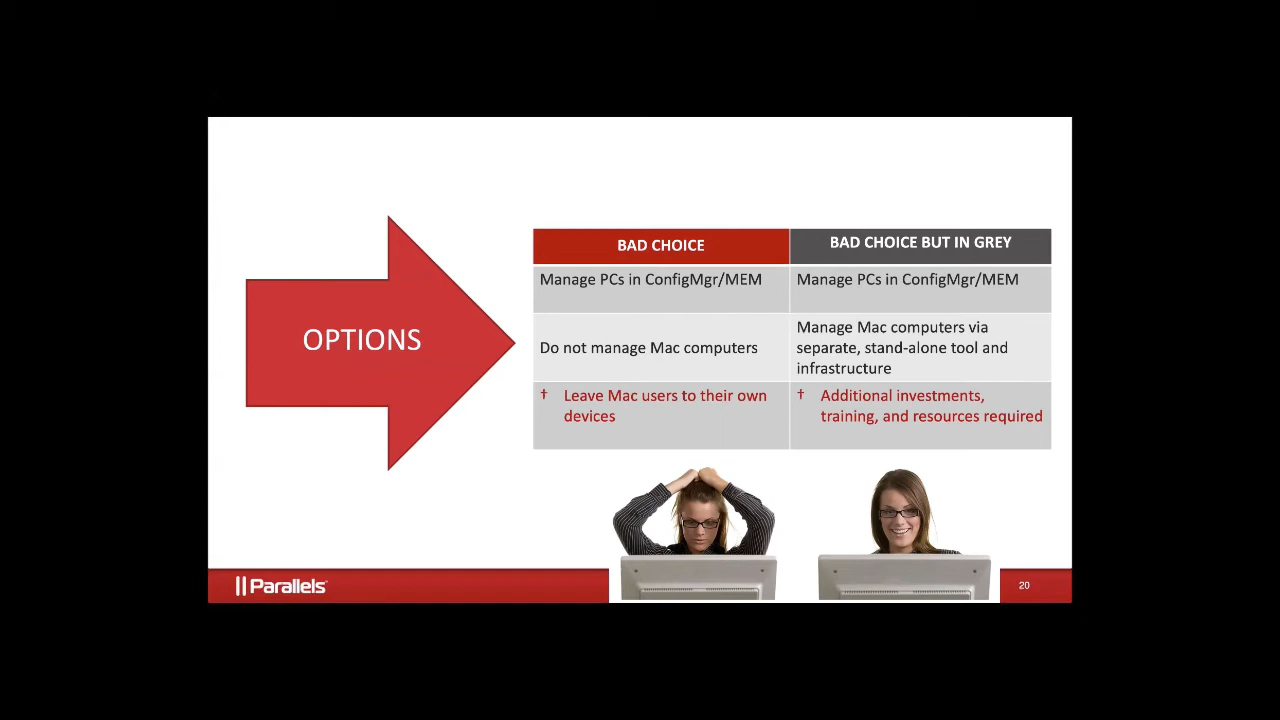 BAD CHOICE
BAD CHOICE BUT IN GREY
Manage PCs in ConfigMgr/MEM
Manage PCs in ConfigMgr/MEM
OPTIONS
Do not manage Mac computers
Manage Mac computers via
separate, stand-alone tool and
infrastructure
† Leave Mac users to their own
devices
† Additional investments,
training, and resources required
Parallels®
20